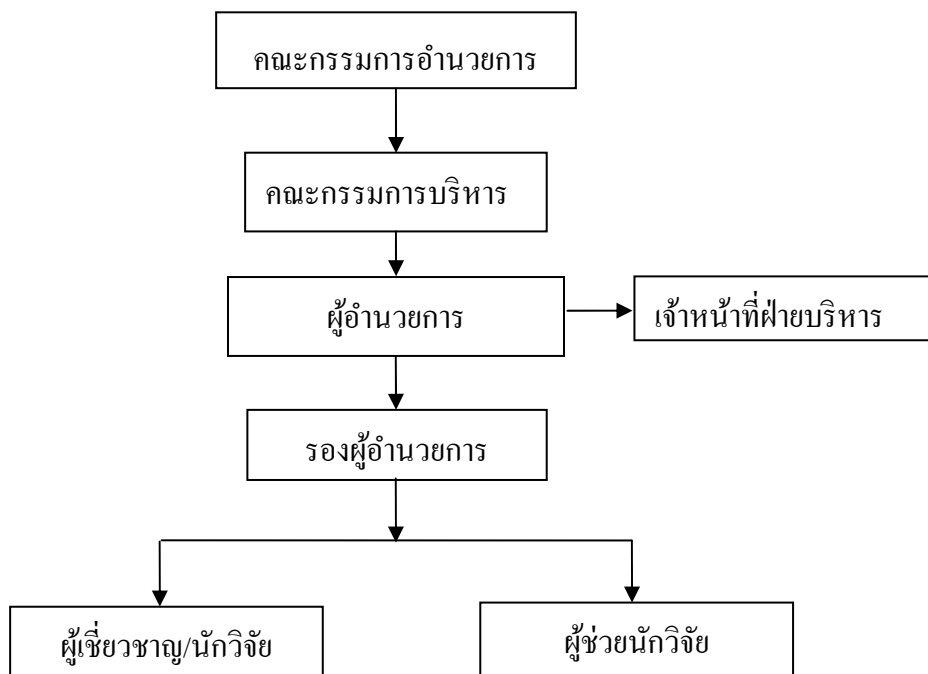 คณะกรรมการอำนวยการ
คณะกรรมการบริหาร
ผู้อำนวยการ
เจ้าหน้าที่ฝ่ายบริหาร
รองผู้อำนวยการ
ผู้เชี่ยวชาญ/นักวิจัย
ผู้ช่วยนักวิจัย